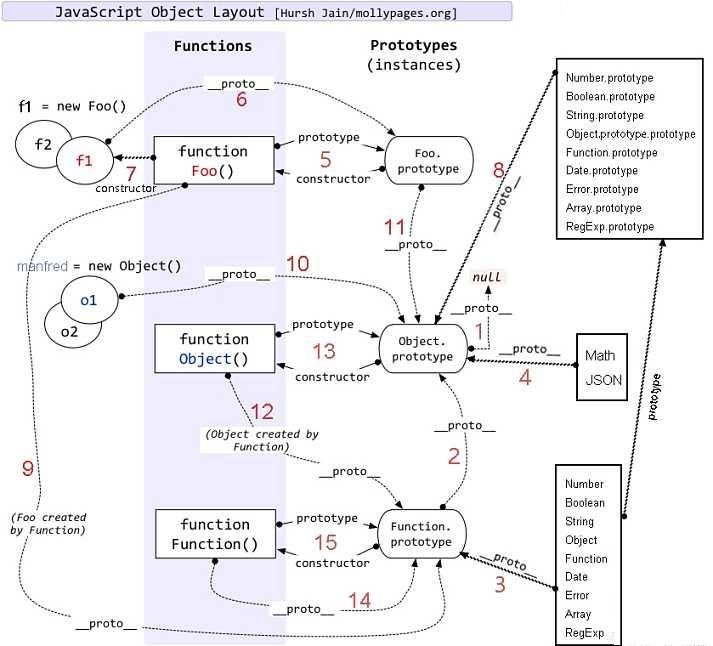 JavaScript Object Layout [Hursh Jain/mollypages.org]
Functions
Prototypes
(instances)
__proto__
6
f1 = new Foo()
f2
f1
7
constructor
function
Foo()
prototype
5
constructor
Foo.
prototype
8
__proto__
Number.prototype
Boolean.prototype
String.prototype
Object.prototype.prototype
Function.prototype
Date.prototype
Error.prototype
Array.prototype
RegExp.prototype
11
__proto__
manfred = new Object()
__proto__
10
o1
o2
null
__proto__
1
function
Object()
prototype
13
constructor
Object.
prototype
__proto__
4
Math
JSON
prototype
12
(Object created by
Function)
__proto__
__proto__
2
9
(Foo created
by Function)
function
Function()
prototype
15
constructor
Function.
prototype
__proto__
3
Number
Boolean
String
Object
Function
Date
Error
Array
RegExp
__proto__
14
__proto__